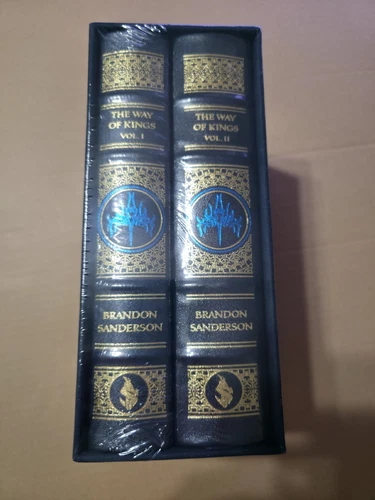 THE WAY
OF KINGS
VOL. I
BRANDON
SANDERSON
THE WAY
OF KINGS
VOL. II
BRANDON
SANDERSON